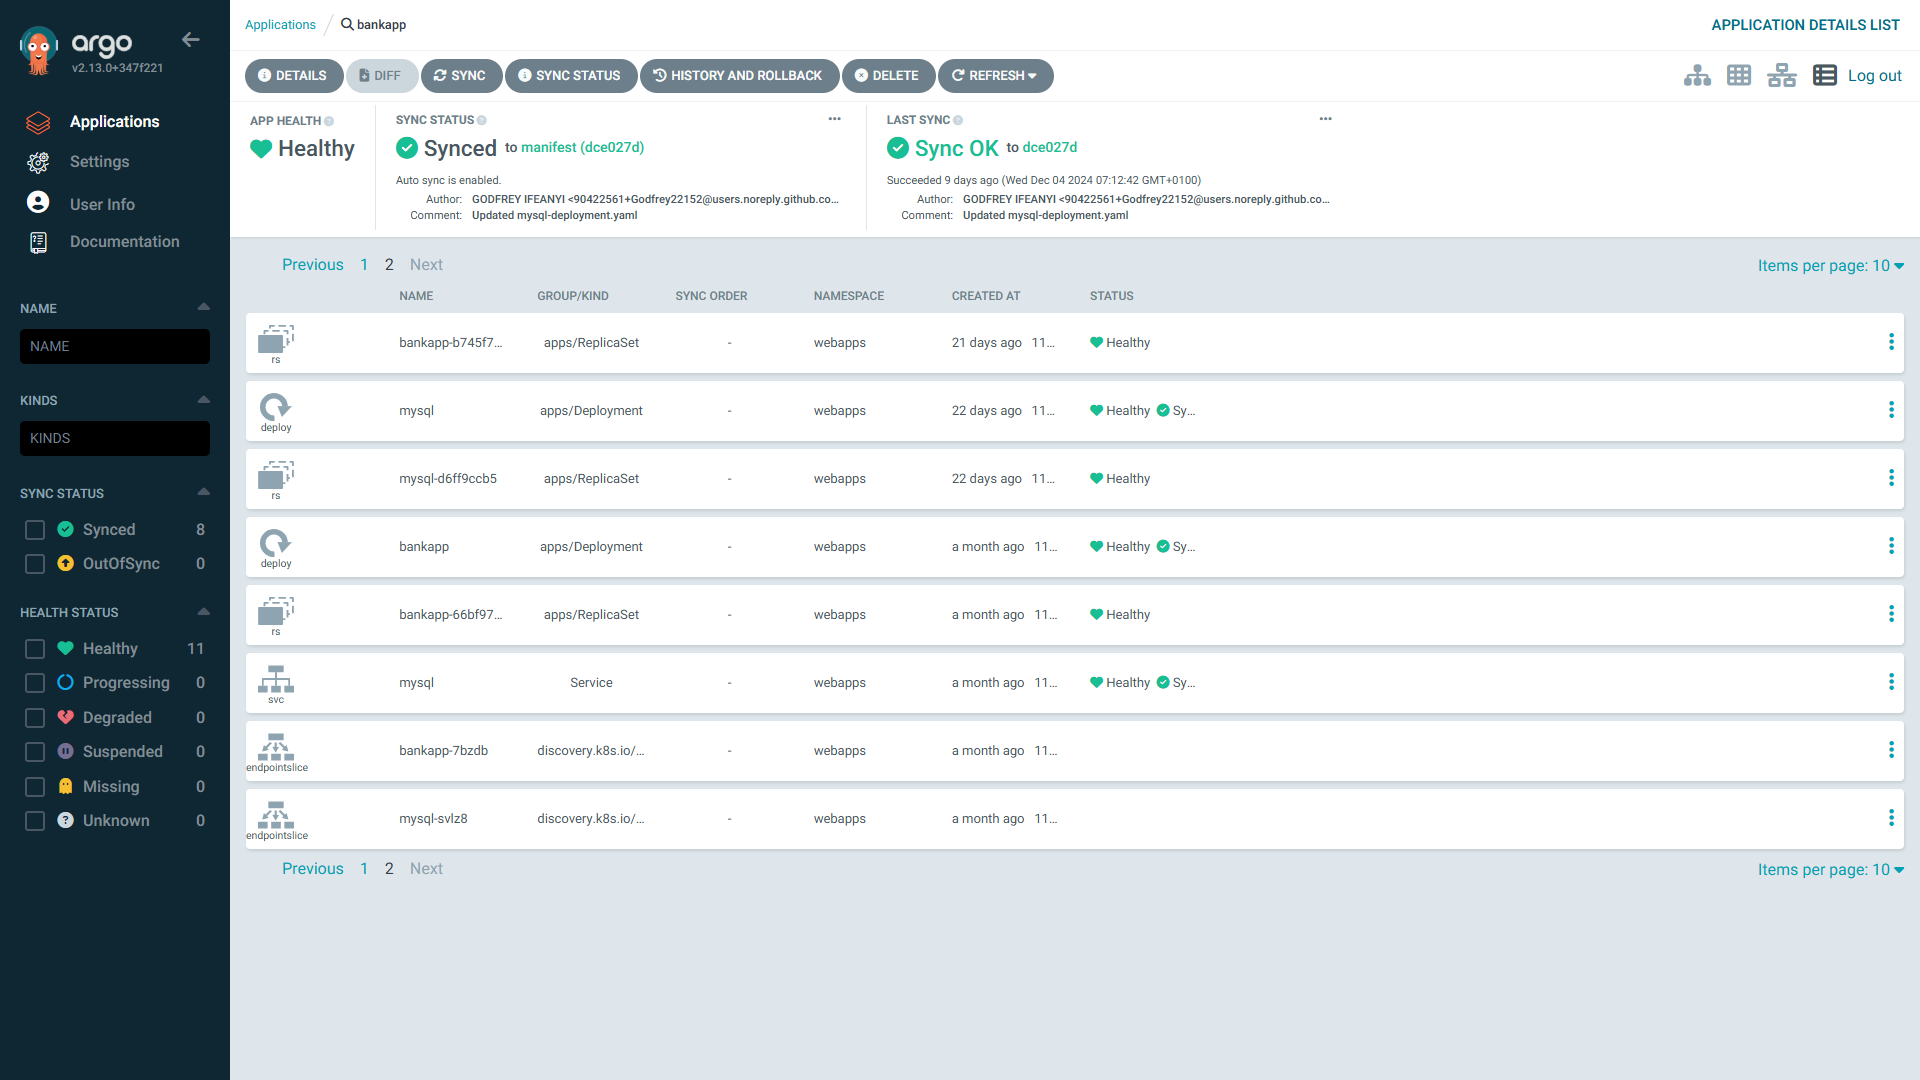 argo
v2.13.0+347f221
Applications
Settings
User Info
Documentation
NAME
NAME
KINDS
KINDS
SYNC STATUS
Synced 8
OutOfSync 0
HEALTH STATUS
Healthy 11
Progressing 0
Degraded 0
Suspended 0
Missing 0
Unknown 0
Applications / bankapp
APPLICATION DETAILS LIST
DETAILS DIFF SYNC SYNC STATUS HISTORY AND ROLLBACK DELETE REFRESH
Log out
APP HEALTH
Healthy
SYNC STATUS
Synced to manifest (dce027d)
Auto sync is enabled.
Author: GODFREY IFEANYI <90422561+Godfrey22152@users.noreply.github.co...
Comment: Updated mysql-deployment.yaml
LAST SYNC
Sync OK to dce027d
Succeeded 9 days ago (Wed Dec 04 2024 07:12:42 GMT+0100)
Author: GODFREY IFEANYI <90422561+Godfrey22152@users.noreply.github.co...
Comment: Updated mysql-deployment.yaml
Previous 1 2 Next
Items per page: 10
NAME GROUP/KIND SYNC ORDER NAMESPACE CREATED AT STATUS
rs bankapp-b745f7... apps/ReplicaSet - webapps 21 days ago 11... Healthy
deploy mysql apps/Deployment - webapps 22 days ago 11... Healthy Sy...
rs mysql-d6ff9ccb5 apps/ReplicaSet - webapps 22 days ago 11... Healthy
deploy bankapp apps/Deployment - webapps a month ago 11... Healthy Sy...
rs bankapp-66bf97... apps/ReplicaSet - webapps a month ago 11... Healthy
svc mysql Service - webapps a month ago 11... Healthy Sy...
endpointslice bankapp-7bzdb discovery.k8s.io/... - webapps a month ago 11...
endpointslice mysql-svlz8 discovery.k8s.io/... - webapps a month ago 11...
Previous 1 2 Next
Items per page: 10